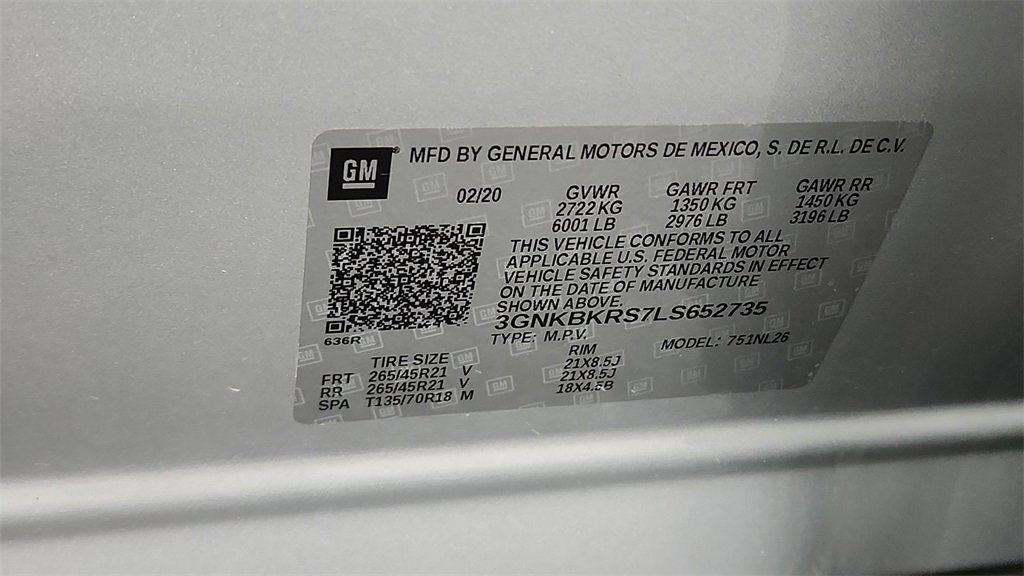 GM® MFD BY GENERAL MOTORS DE MEXICO, S. DE R.L. DE C.V.
02/20 GVWR GAWR FRT GAWR RR
2722 KG 1350 KG 1450 KG
6001 LB 2976 LB 3196 LB
THIS VEHICLE CONFORMS TO ALL
APPLICABLE U.S. FEDERAL MOTOR
VEHICLE SAFETY STANDARDS IN EFFECT
ON THE DATE OF MANUFACTURE
SHOWN ABOVE.
3GNKBKRS7LS652735
636R TYPE: M.P.V. MODEL: 751NL26
TIRE SIZE RIM
FRT 265/45R21 V 21X8.5J
RR 265/45R21 V 21X8.5J
SPA T135/70R18 M 18X4.5B